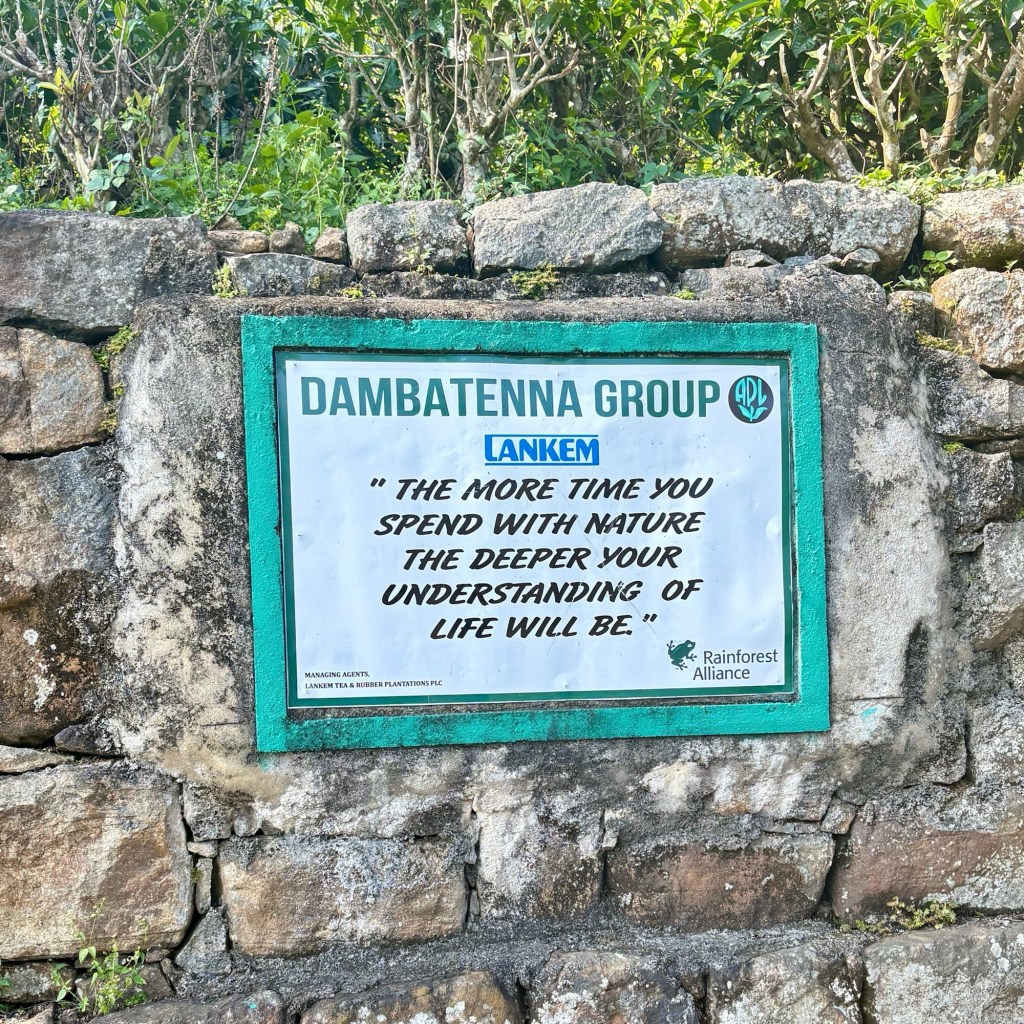 DAMBATENNA GROUP
APL
LANKEM
" THE MORE TIME YOU
SPEND WITH NATURE
THE DEEPER YOUR
UNDERSTANDING OF
LIFE WILL BE. "
Rainforest
Alliance
MANAGING AGENTS,
LANKEM TEA & RUBBER PLANTATIONS PLC